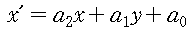 x′ = a₂x + a₁y + a₀